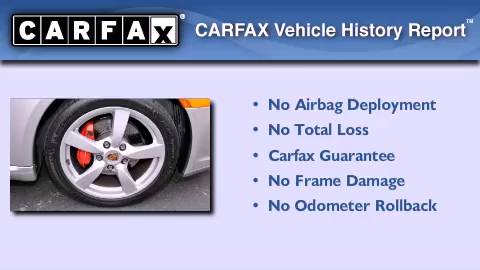 CARFAX® CARFAX Vehicle History Report™
• No Airbag Deployment
• No Total Loss
• Carfax Guarantee
• No Frame Damage
• No Odometer Rollback